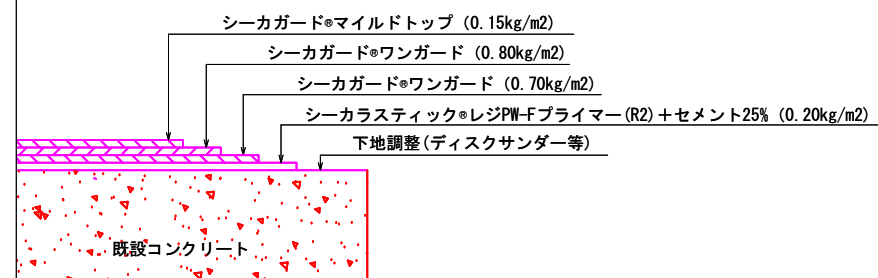 シーカガード®マイルドトップ (0.15kg/m2)
シーカガード®ワンガード (0.80kg/m2)
シーカガード®ワンガード (0.70kg/m2)
シーカラスティック®レジPW-Fプライマー(R2)＋セメント25% (0.20kg/m2)
下地調整(ディスクサンダー等)
既設コンクリート